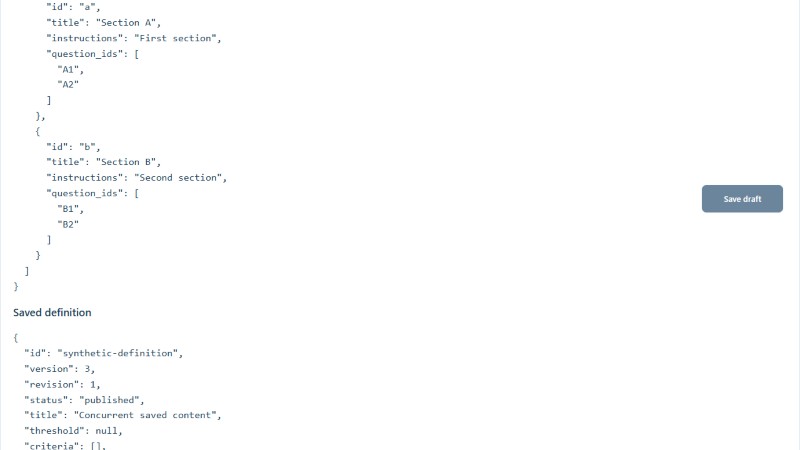 "id": "a",
"title": "Section A",
"instructions": "First section",
"question_ids": [
"A1",
"A2"
]
},
{
"id": "b",
"title": "Section B",
"instructions": "Second section",
"question_ids": [
"B1",
"B2"
]
}
]
}
Save draft
Saved definition
{
"id": "synthetic-definition",
"version": 3,
"revision": 1,
"status": "published",
"title": "Concurrent saved content",
"threshold": null,
"criteria": [],